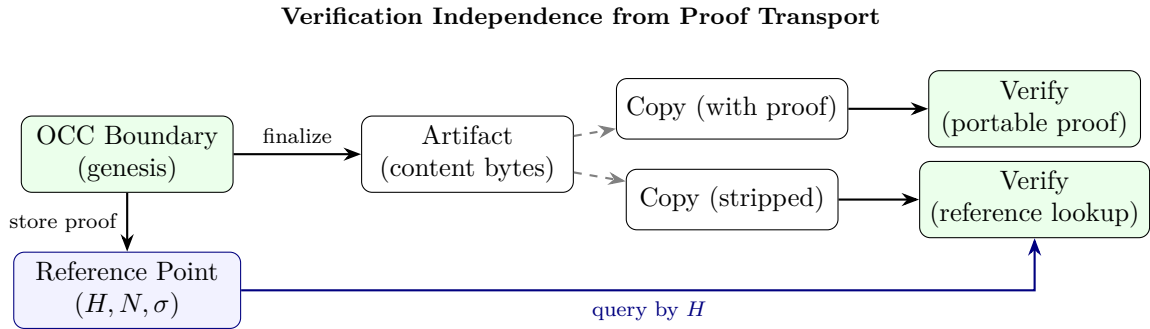 Verification Independence from Proof Transport
OCC Boundary
(genesis)
finalize
Artifact
(content bytes)
Copy (with proof)
Verify
(portable proof)
Copy (stripped)
Verify
(reference lookup)
store proof
Reference Point
(H, N, σ)
query by H